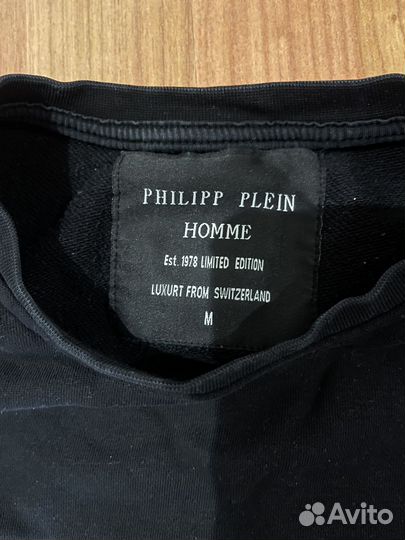 PHILIPP PLEIN
HOMME
Est. 1978 LIMITED EDITION
LUXURT FROM SWITZERLAND
M
Avito